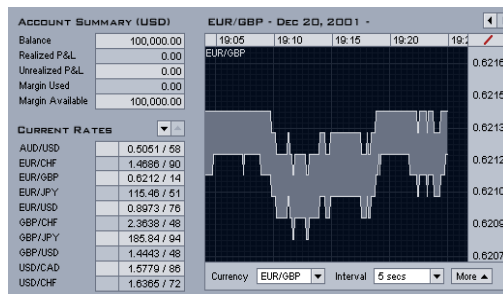 ACCOUNT SUMMARY (USD)
Balance 100,000.00
Realized P&L 0.00
Unrealized P&L 0.00
Margin Used 0.00
Margin Available 100,000.00
CURRENT RATES
AUD/USD 0.5051 / 58
EUR/CHF 1.4686 / 90
EUR/GBP 0.6212 / 14
EUR/JPY 115.46 / 51
EUR/USD 0.8973 / 76
GBP/CHF 2.3638 / 48
GBP/JPY 185.84 / 94
GBP/USD 1.4443 / 48
USD/CAD 1.5779 / 86
USD/CHF 1.6365 / 72
EUR/GBP - DEC 20, 2001 -
19:05 19:10 19:15 19:20 19:2
EUR/GBP
0.6216
0.6215
0.6213
0.6212
0.6210
0.6209
0.6207
Currency EUR/GBP Interval 5 secs More